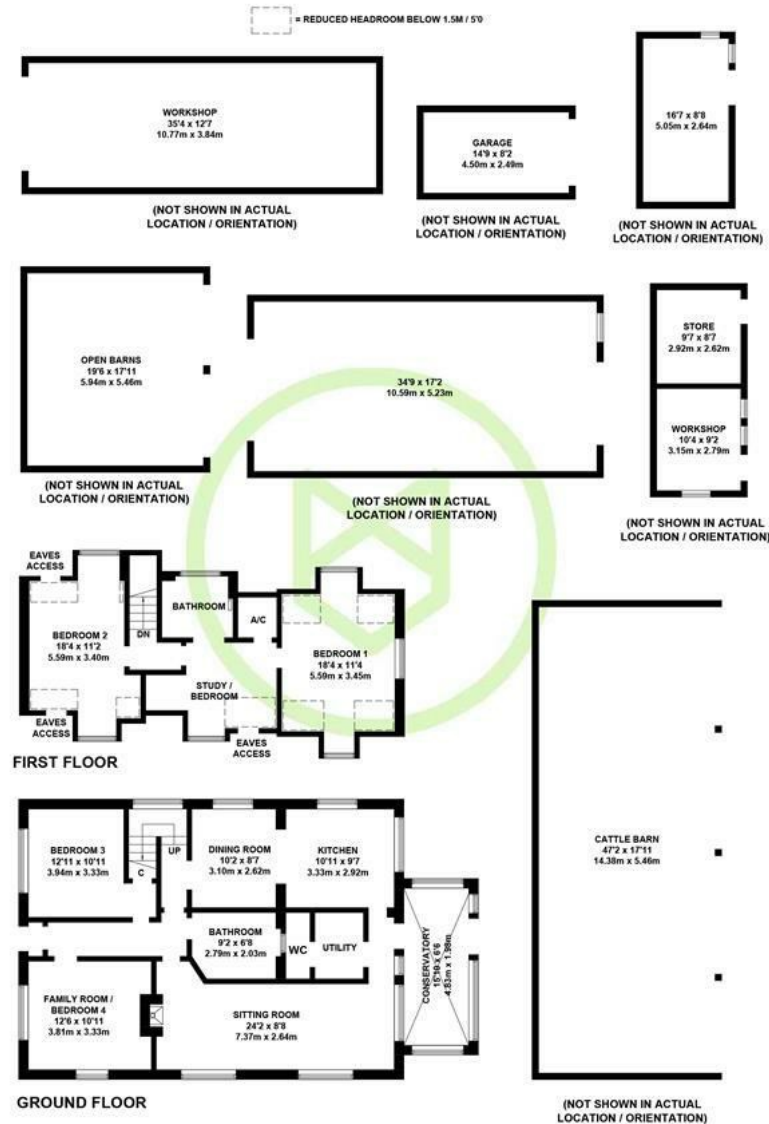 = REDUCED HEADROOM BELOW 1.5M / 5'0
WORKSHOP
35'4 x 12'7
10.77m x 3.84m
(NOT SHOWN IN ACTUAL
LOCATION / ORIENTATION)
GARAGE
14'9 x 8'2
4.50m x 2.49m
(NOT SHOWN IN ACTUAL
LOCATION / ORIENTATION)
16'7 x 8'8
5.05m x 2.64m
(NOT SHOWN IN ACTUAL
LOCATION / ORIENTATION)
OPEN BARNS
19'6 x 17'11
5.94m x 5.46m
(NOT SHOWN IN ACTUAL
LOCATION / ORIENTATION)
34'9 x 17'2
10.59m x 5.23m
(NOT SHOWN IN ACTUAL
LOCATION / ORIENTATION)
STORE
9'7 x 8'7
2.92m x 2.62m
WORKSHOP
10'4 x 9'2
3.15m x 2.79m
(NOT SHOWN IN ACTUAL
LOCATION / ORIENTATION)
EAVES
ACCESS
BEDROOM 2
18'4 x 11'2
5.59m x 3.40m
EAVES
ACCESS
DN
BATHROOM
A/C
STUDY /
BEDROOM
EAVES
ACCESS
BEDROOM 1
18'4 x 11'4
5.59m x 3.45m
FIRST FLOOR
BEDROOM 3
12'11 x 10'11
3.94m x 3.33m
C
UP
DINING ROOM
10'2 x 8'7
3.10m x 2.62m
KITCHEN
10'11 x 9'7
3.33m x 2.92m
BATHROOM
9'2 x 6'8
2.79m x 2.03m
WC
UTILITY
CONSERVATORY
15'10 x 6'6
4.83m x 1.98m
FAMILY ROOM /
BEDROOM 4
12'6 x 10'11
3.81m x 3.33m
SITTING ROOM
24'2 x 8'8
7.37m x 2.64m
GROUND FLOOR
CATTLE BARN
47'2 x 17'11
14.38m x 5.46m
(NOT SHOWN IN ACTUAL
LOCATION / ORIENTATION)